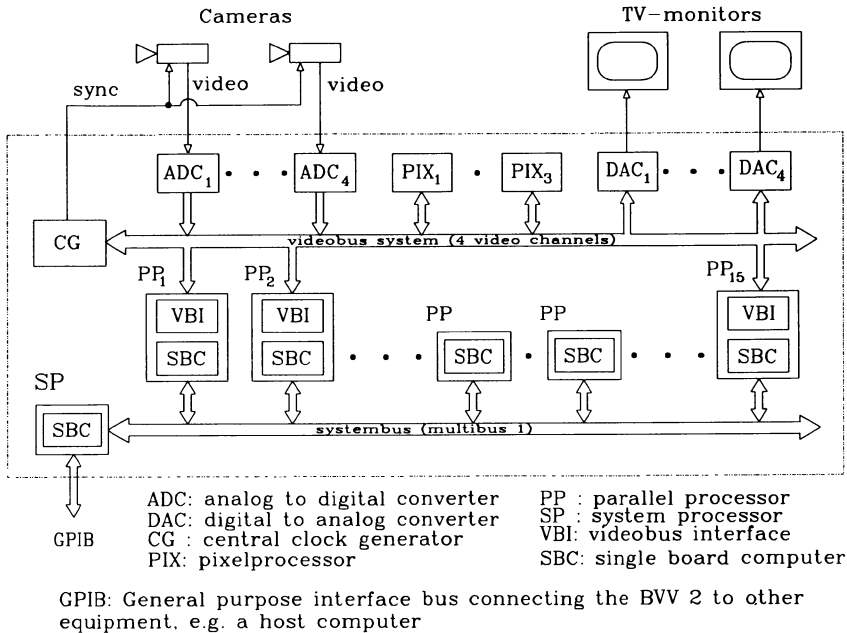 Cameras
TV-monitors
sync
video
video
ADC1 · · · ADC4
PIX1 · PIX3
DAC1 · · · DAC4
CG
videobus system (4 video channels)
PP1
PP2
PP15
VBI
VBI
VBI
PP
PP
SBC
SBC
· · ·
SBC
·
SBC
· · ·
SBC
SP
SBC
systembus (multibus 1)
GPIB
ADC: analog to digital converter
DAC: digital to analog converter
CG : central clock generator
PIX: pixelprocessor
PP : parallel processor
SP : system processor
VBI: videobus interface
SBC: single board computer
GPIB: General purpose interface bus connecting the BVV 2 to other
equipment, e.g. a host computer